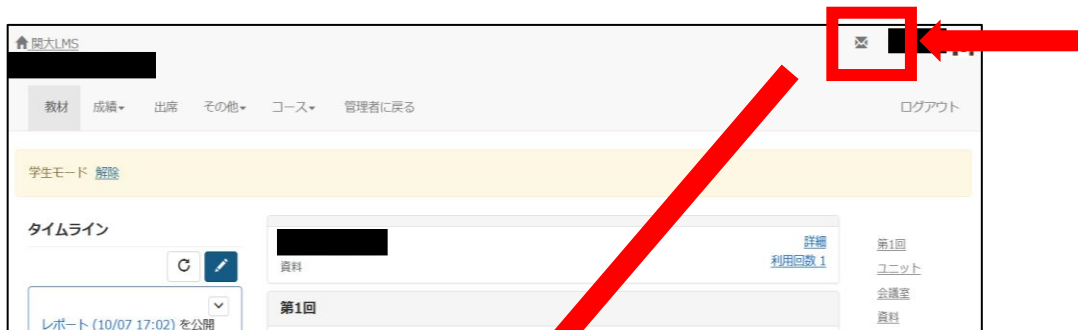 関大LMS
教材 成績 出席 その他 コース 管理者に戻る ログアウト
学生モード 解除
タイムライン
レポート (10/07 17:02) を公開
詳細
資料 利用回数 1
第1回
第1回
ユニット
会議室
資料